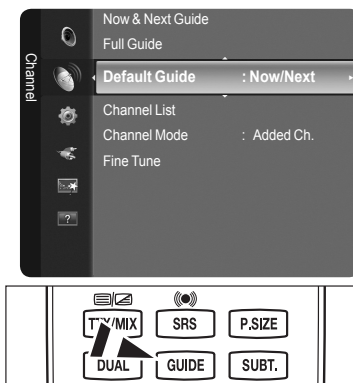 Channel
Now & Next Guide
Full Guide
Default Guide : Now/Next
Channel List
Channel Mode : Added Ch.
Fine Tune
?
TTX/MIX SRS P.SIZE
DUAL GUIDE SUBT.